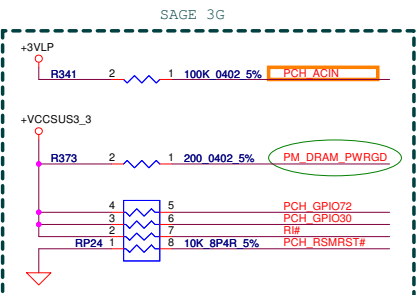 SAGE 3G
+3VLP
R341 2 1 100K_0402_5% PCH_ACIN
+VCCSUS3_3
R373 2 1 200_0402_5% PM_DRAM_PWRGD
4 5 PCH_GPIO72
3 6 PCH_GPIO30
2 7 RI#
RP24 1 8 10K_8P4R_5% PCH_RSMRST#